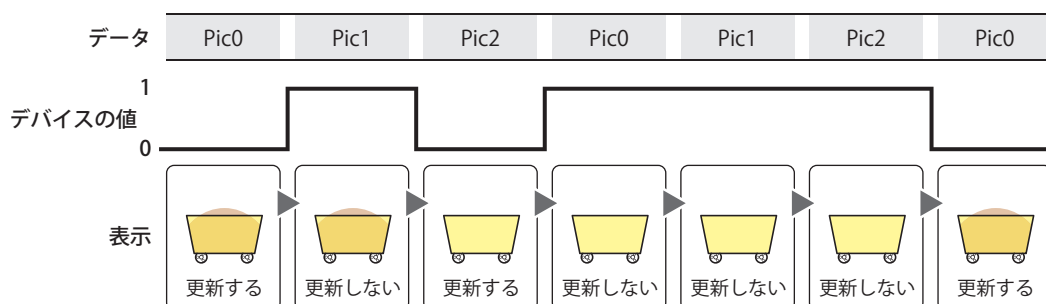 データ Pic0 Pic1 Pic2 Pic0 Pic1 Pic2 Pic0
1
デバイスの値
0
表示
更新する 更新しない 更新する 更新しない 更新しない 更新しない 更新する